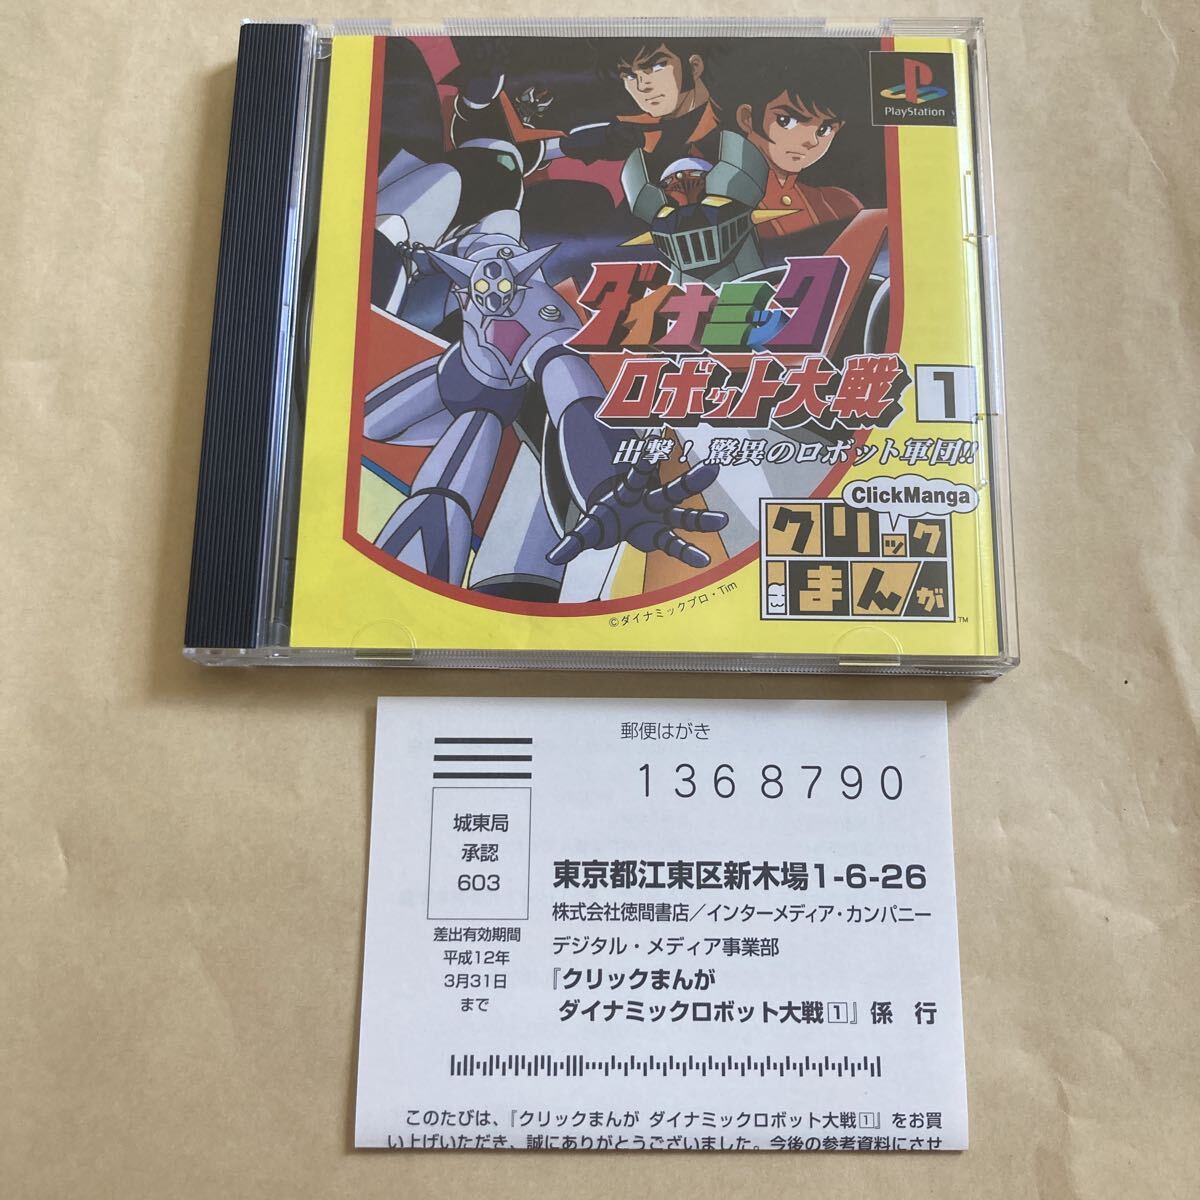 PlayStation
ダイナミック
ロボット大戦 1
出撃! 驚異のロボット軍団!!
ClickManga
クリック
まんが
TM
©ダイナミックプロ・Tim
郵便はがき
1368790
城東局
承認
603
差出有効期間
平成12年
3月31日
まで
東京都江東区新木場1-6-26
株式会社徳間書店/インターメディア・カンパニー
デジタル・メディア事業部
『クリックまんが
ダイナミックロボット大戦1』係 行
このたびは、『クリックまんが ダイナミックロボット大戦1』をお買
い上げいただき、誠にありがとうございました。今後の参考資料にさせ